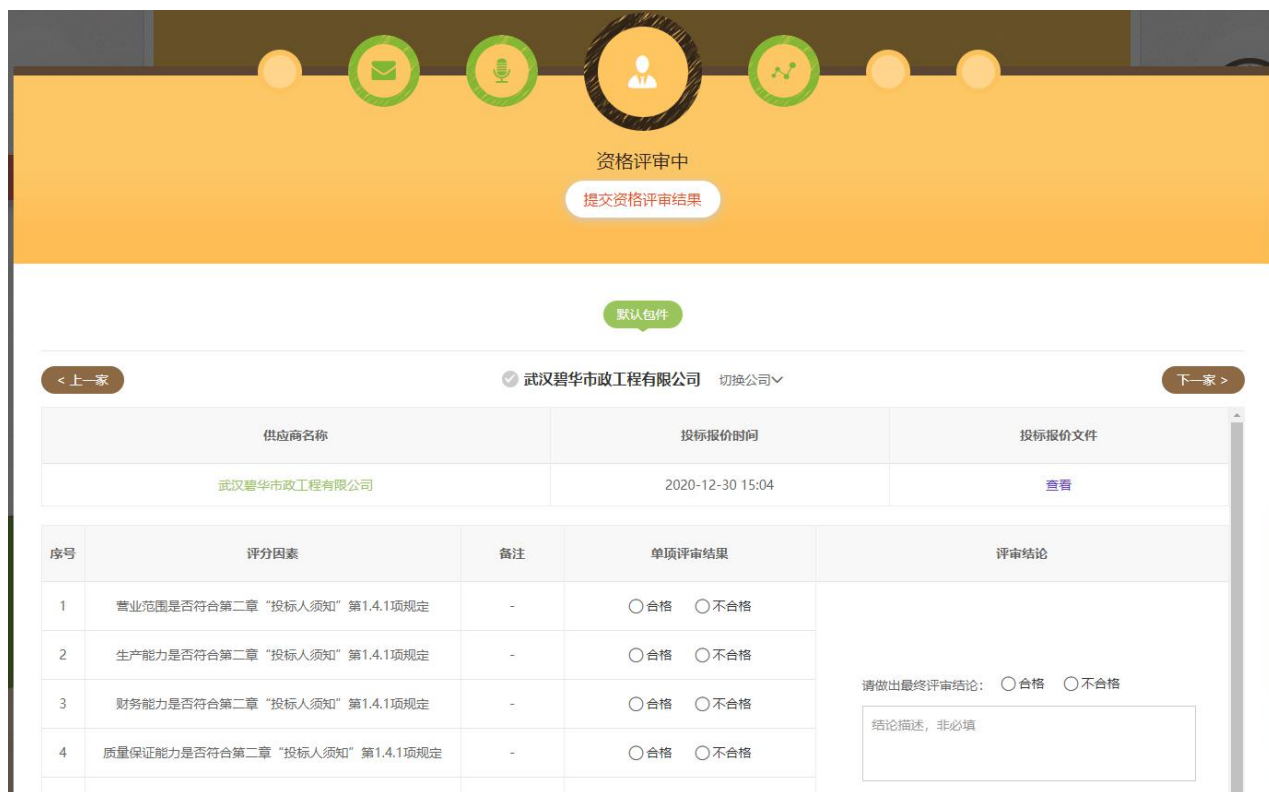 资格评审中
提交资格评审结果
默认包件
< 上一家
武汉碧华市政工程有限公司 切换公司
下一家 >
供应商名称 投标报价时间 投标报价文件
武汉碧华市政工程有限公司 2020-12-30 15:04 查看
序号 评分因素 备注 单项评审结果 评审结论
1 营业范围是否符合第二章“投标人须知”第1.4.1项规定 - 合格 不合格
2 生产能力是否符合第二章“投标人须知”第1.4.1项规定 - 合格 不合格
请做出最终评审结论： 合格 不合格
3 财务能力是否符合第二章“投标人须知”第1.4.1项规定 - 合格 不合格
结论描述，非必填
4 质量保证能力是否符合第二章“投标人须知”第1.4.1项规定 - 合格 不合格